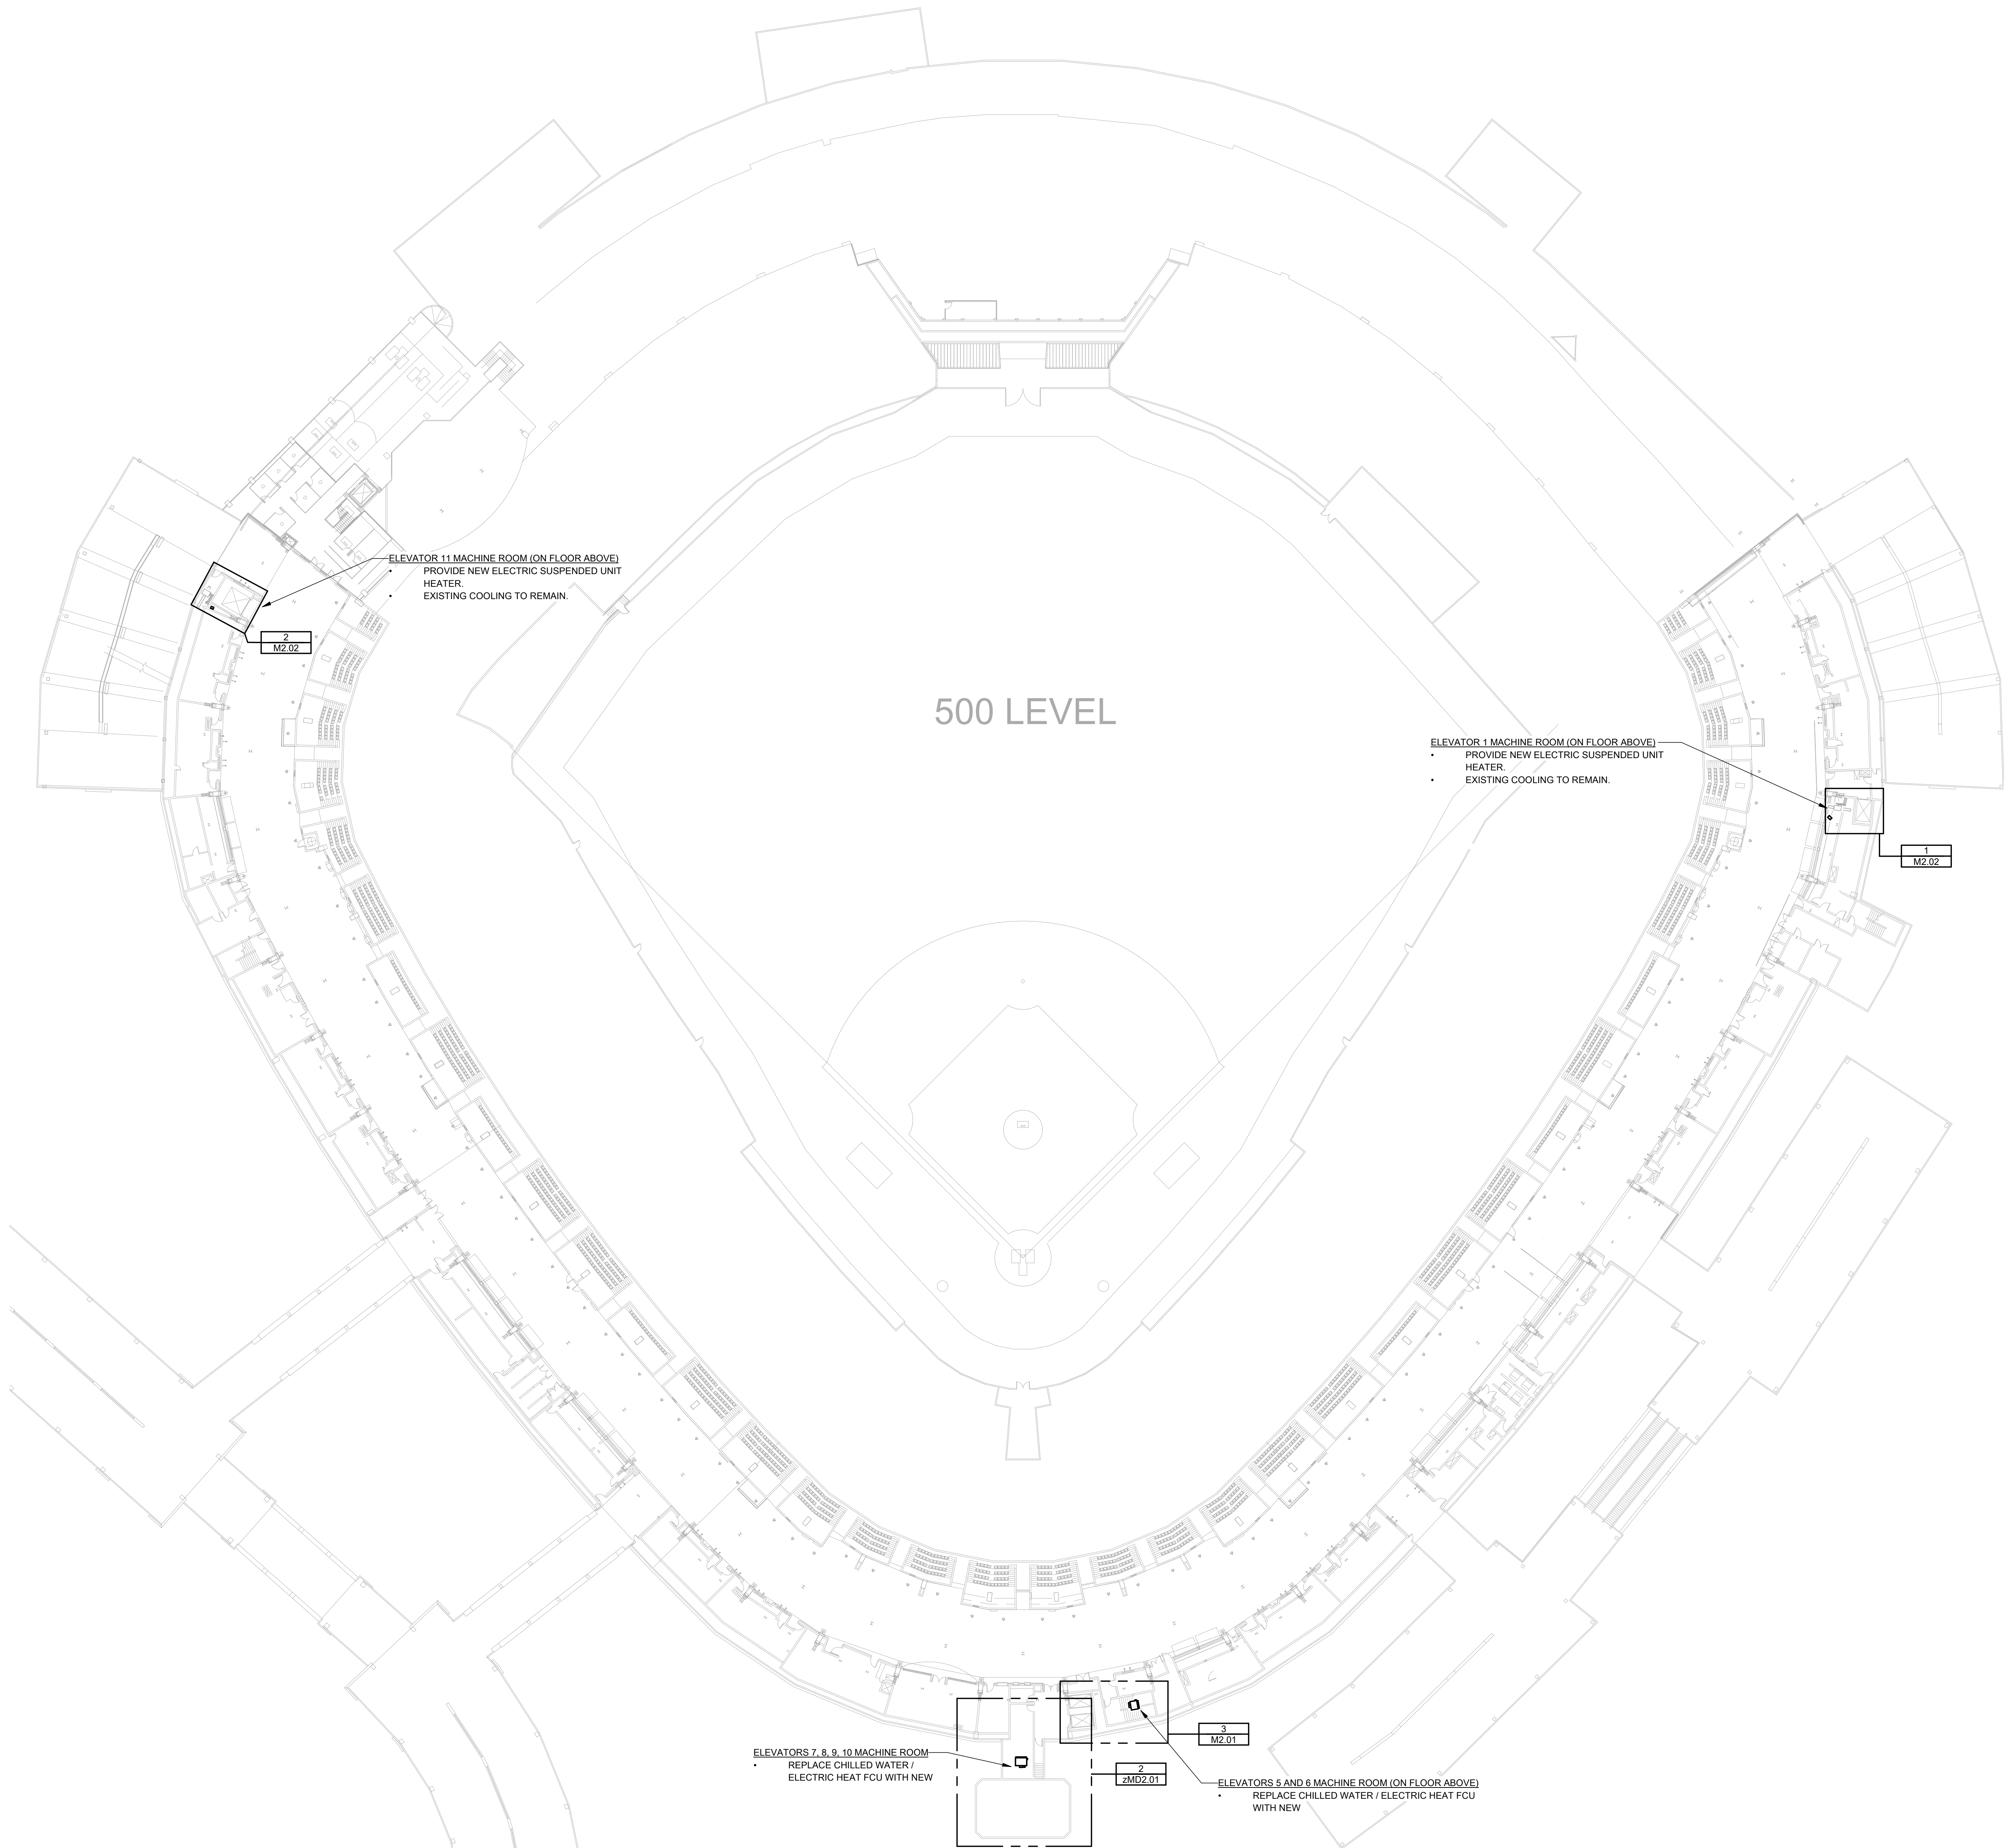 ELEVATOR 11 MACHINE ROOM (ON FLOOR ABOVE)
• PROVIDE NEW ELECTRIC SUSPENDED UNIT
HEATER.
• EXISTING COOLING TO REMAIN.
2
M2.02
500 LEVEL
ELEVATOR 1 MACHINE ROOM (ON FLOOR ABOVE)
• PROVIDE NEW ELECTRIC SUSPENDED UNIT
HEATER.
• EXISTING COOLING TO REMAIN.
1
M2.02
3
M2.01
ELEVATORS 7, 8, 9, 10 MACHINE ROOM
• REPLACE CHILLED WATER /
ELECTRIC HEAT FCU WITH NEW
2
zMD2.01
ELEVATORS 5 AND 6 MACHINE ROOM (ON FLOOR ABOVE)
• REPLACE CHILLED WATER / ELECTRIC HEAT FCU
WITH NEW